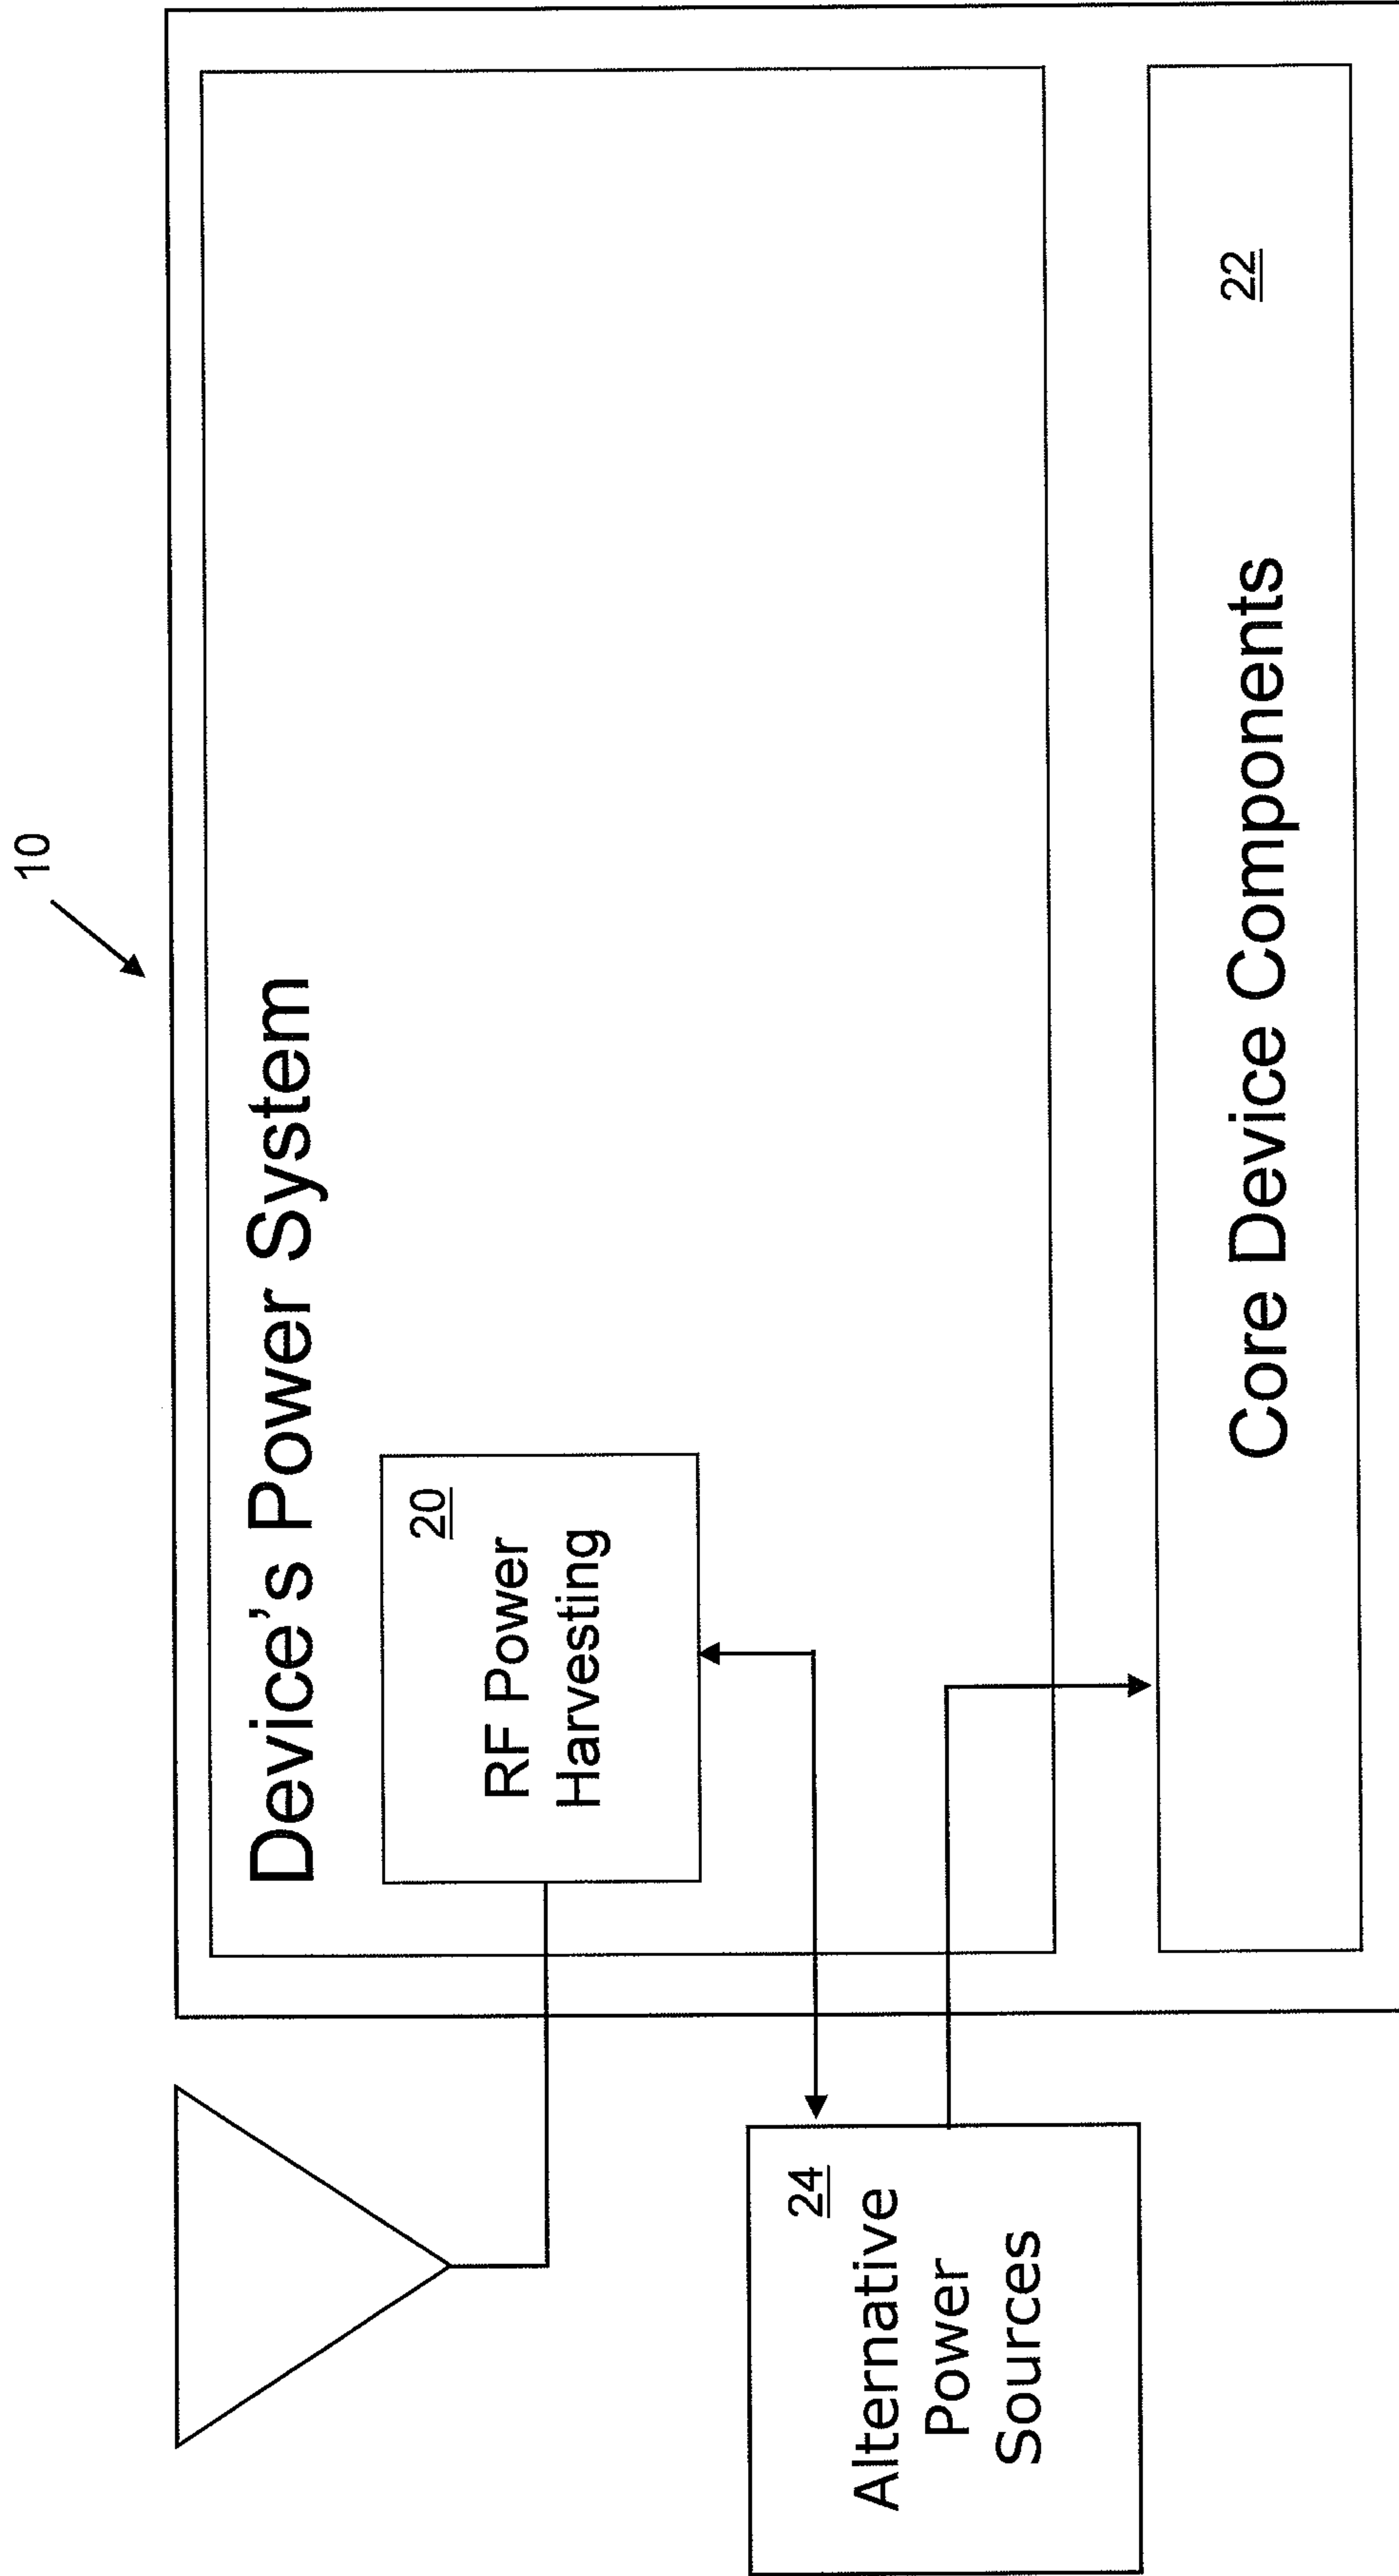 10
Device's Power System
20
RF Power
Harvesting
24
Alternative
Power
Sources
Core Device Components
22